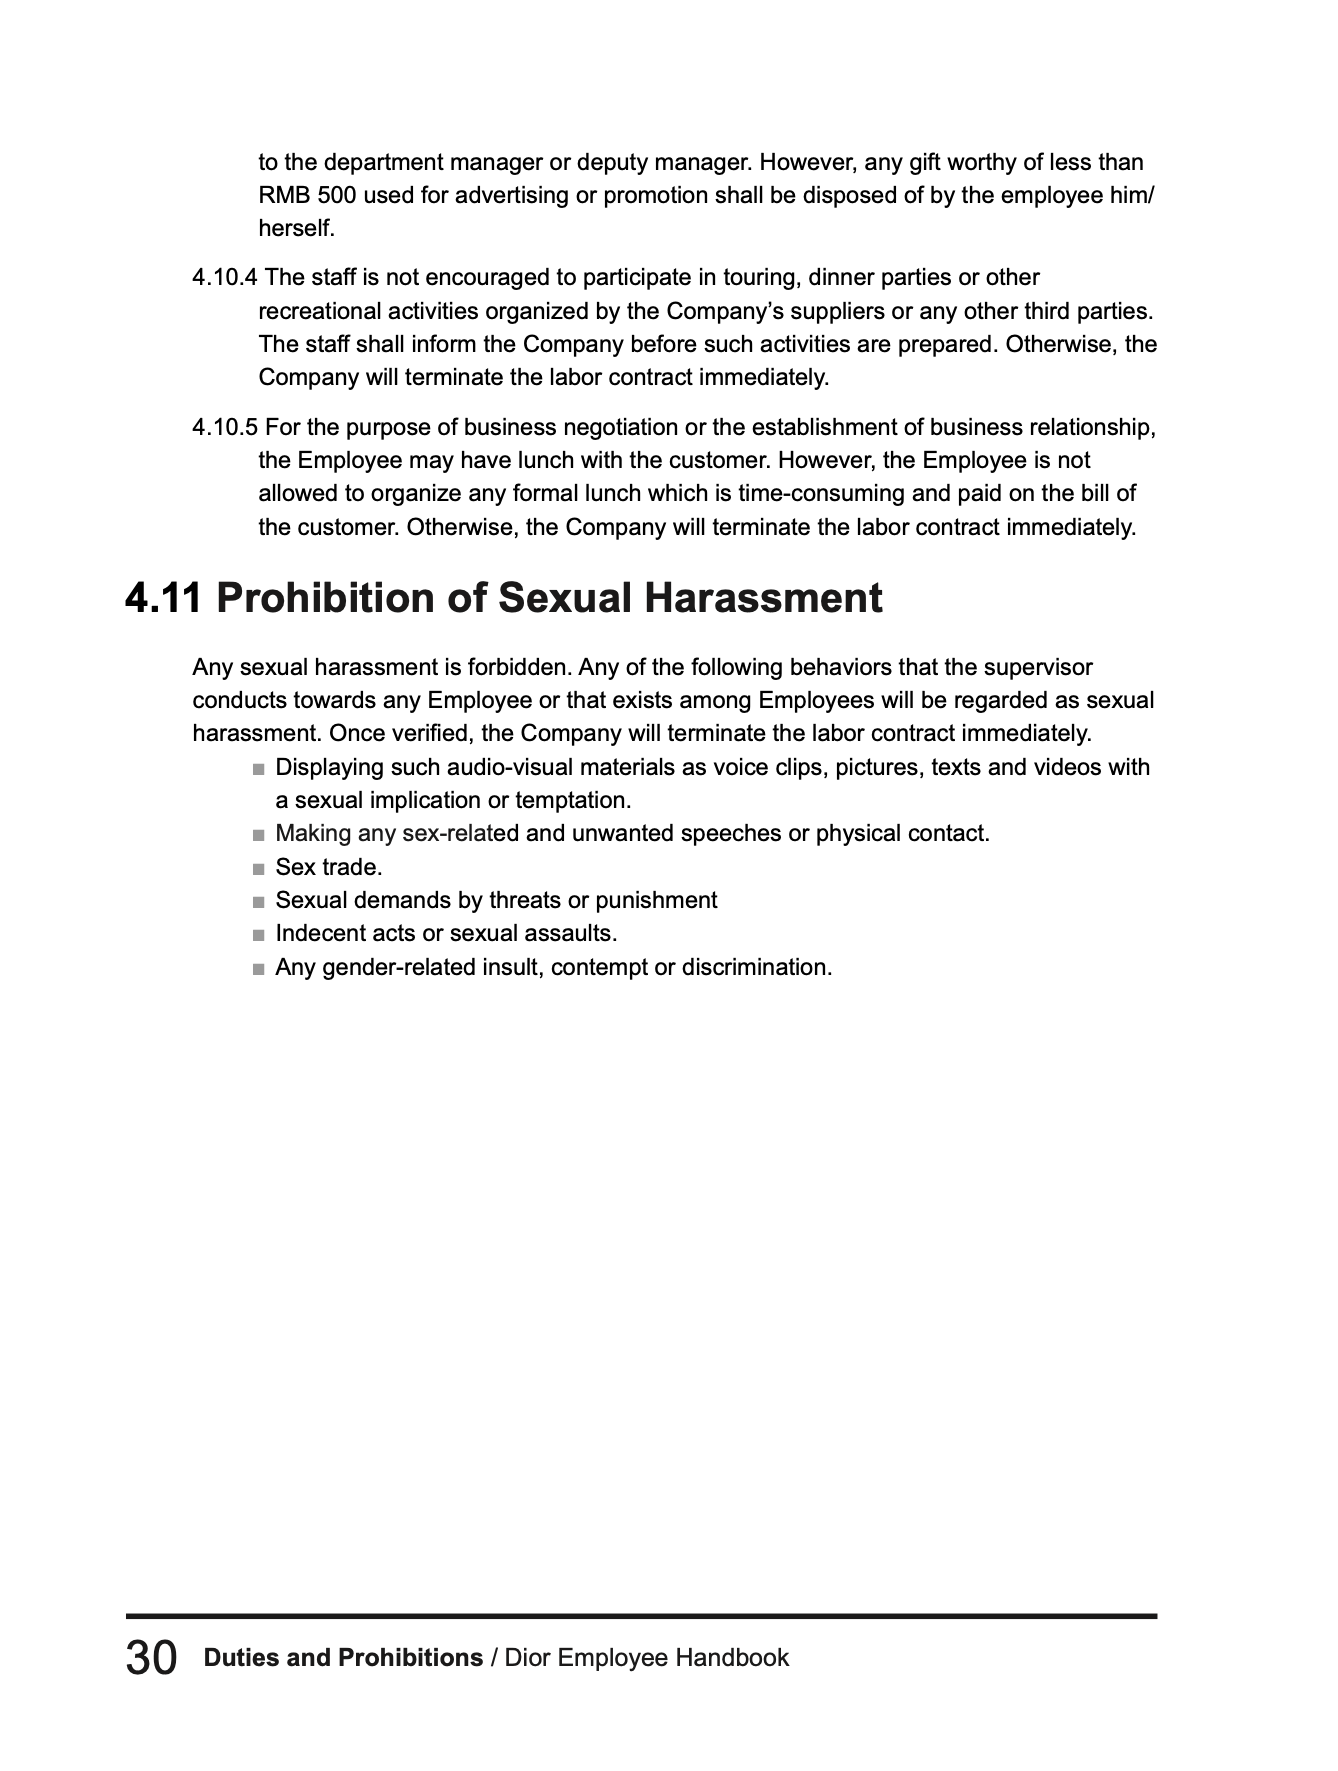 to the department manager or deputy manager. However, any gift worthy of less than
RMB 500 used for advertising or promotion shall be disposed of by the employee him/
herself.
4.10.4 The staff is not encouraged to participate in touring, dinner parties or other
recreational activities organized by the Company’s suppliers or any other third parties.
The staff shall inform the Company before such activities are prepared. Otherwise, the
Company will terminate the labor contract immediately.
4.10.5 For the purpose of business negotiation or the establishment of business relationship,
the Employee may have lunch with the customer. However, the Employee is not
allowed to organize any formal lunch which is time-consuming and paid on the bill of
the customer. Otherwise, the Company will terminate the labor contract immediately.
4.11 Prohibition of Sexual Harassment
Any sexual harassment is forbidden. Any of the following behaviors that the supervisor
conducts towards any Employee or that exists among Employees will be regarded as sexual
harassment. Once verified, the Company will terminate the labor contract immediately.
■ Displaying such audio-visual materials as voice clips, pictures, texts and videos with
a sexual implication or temptation.
■ Making any sex-related and unwanted speeches or physical contact.
■ Sex trade.
■ Sexual demands by threats or punishment
■ Indecent acts or sexual assaults.
■ Any gender-related insult, contempt or discrimination.
30 Duties and Prohibitions / Dior Employee Handbook